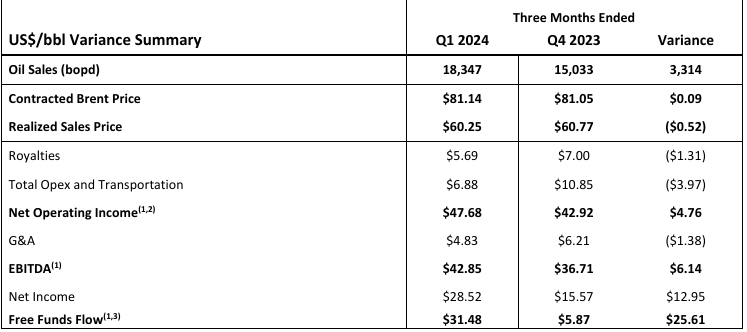 Three Months Ended
US$/bbl Variance Summary Q1 2024 Q4 2023 Variance
Oil Sales (bopd) 18,347 15,033 3,314
Contracted Brent Price $81.14 $81.05 $0.09
Realized Sales Price $60.25 $60.77 ($0.52)
Royalties $5.69 $7.00 ($1.31)
Total Opex and Transportation $6.88 $10.85 ($3.97)
Net Operating Income(1,2) $47.68 $42.92 $4.76
G&A $4.83 $6.21 ($1.38)
EBITDA(1) $42.85 $36.71 $6.14
Net Income $28.52 $15.57 $12.95
Free Funds Flow(1,3) $31.48 $5.87 $25.61